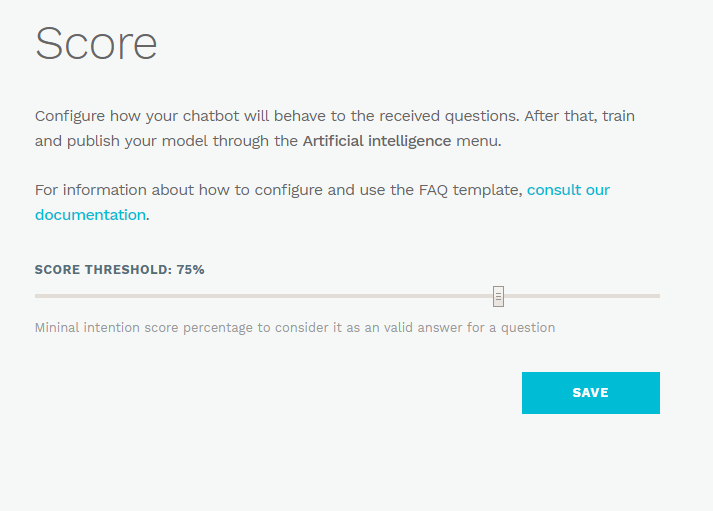 Score
Configure how your chatbot will behave to the received questions. After that, train
and publish your model through the Artificial intelligence menu.
For information about how to configure and use the FAQ template, consult our
documentation.
SCORE THRESHOLD: 75%
Mininal intention score percentage to consider it as an valid answer for a question
SAVE